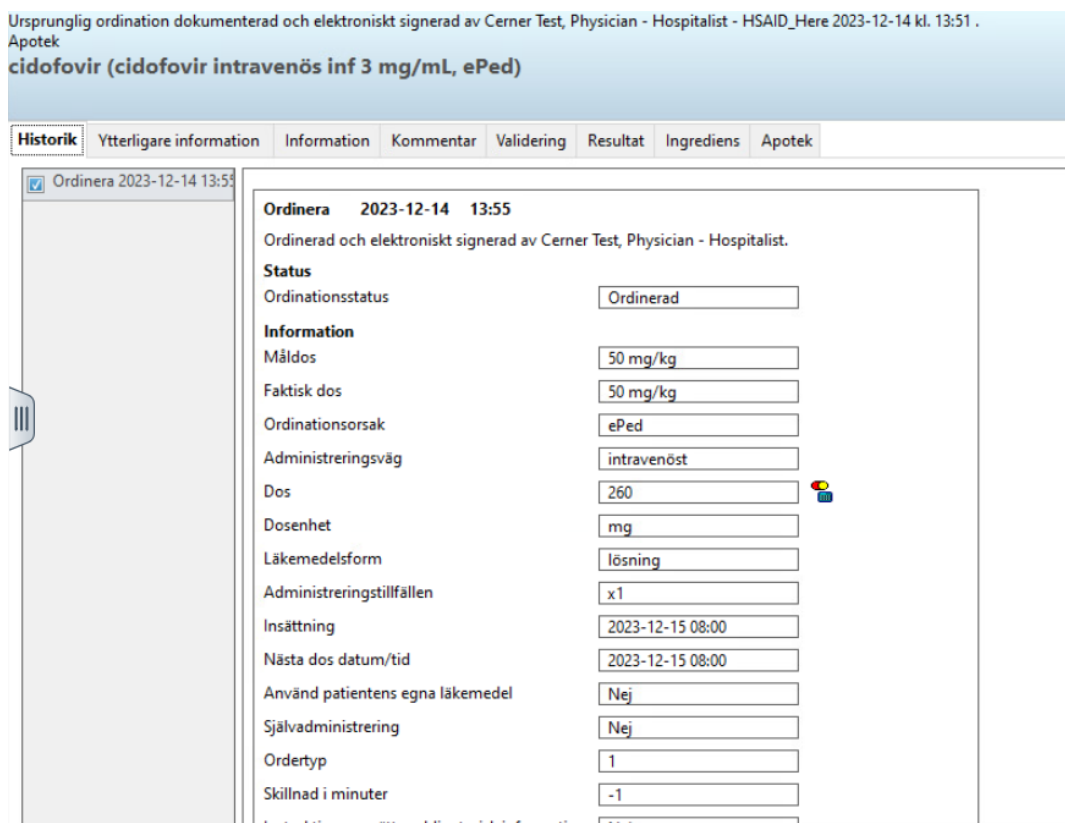 Ursprunglig ordination dokumenterad och elektroniskt signerad av Cerner Test, Physician - Hospitalist - HSAID_Here 2023-12-14 kl. 13:51 .
Apotek
cidofovir (cidofovir intravenös inf 3 mg/mL, ePed)
Historik Ytterligare information Information Kommentar Validering Resultat Ingrediens Apotek
Ordinera 2023-12-14 13:55
Ordinera 2023-12-14 13:55
Ordinerad och elektroniskt signerad av Cerner Test, Physician - Hospitalist.
Status
Ordinationsstatus Ordinerad
Information
Måldos 50 mg/kg
Faktisk dos 50 mg/kg
Ordinationsorsak ePed
Administreringsväg intravenöst
Dos 260
Dosenhet mg
Läkemedelsform lösning
Administreringstillfällen x1
Insättning 2023-12-15 08:00
Nästa dos datum/tid 2023-12-15 08:00
Använd patientens egna läkemedel Nej
Självadministrering Nej
Ordertyp 1
Skillnad i minuter -1